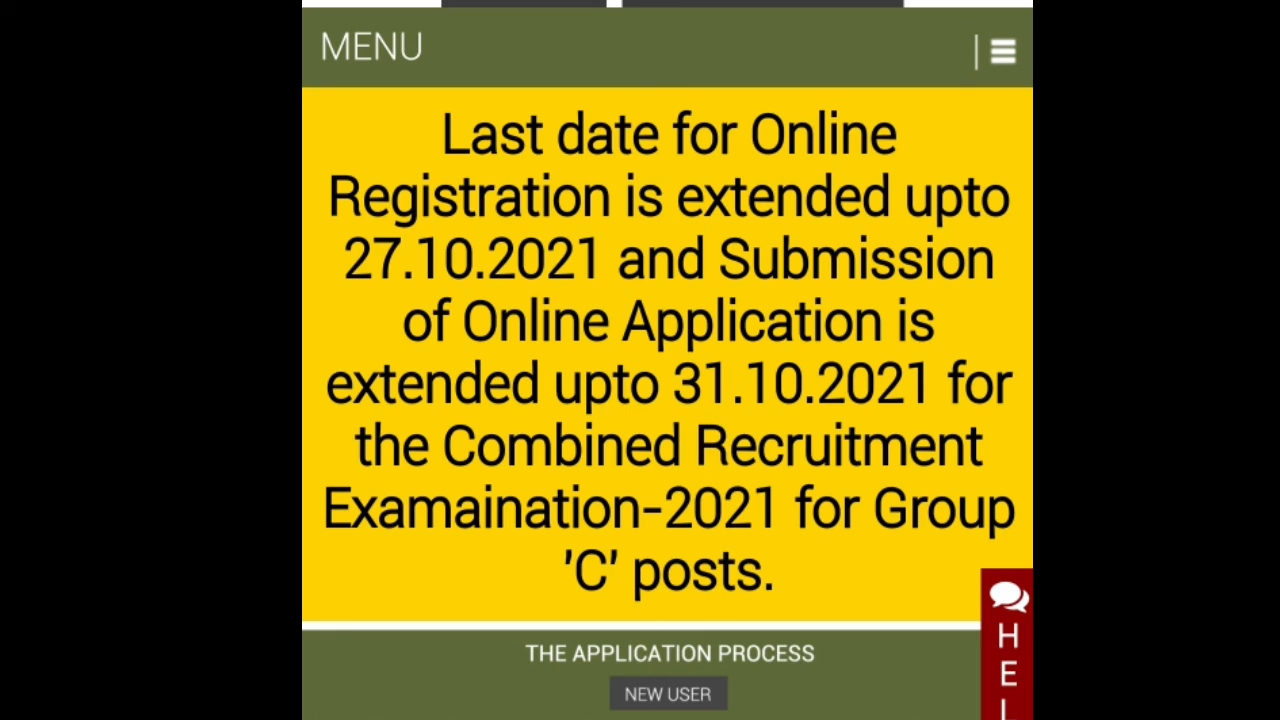 MENU
Last date for Online
Registration is extended upto
27.10.2021 and Submission
of Online Application is
extended upto 31.10.2021 for
the Combined Recruitment
Examaination-2021 for Group
'C' posts.
THE APPLICATION PROCESS
NEW USER
H
E